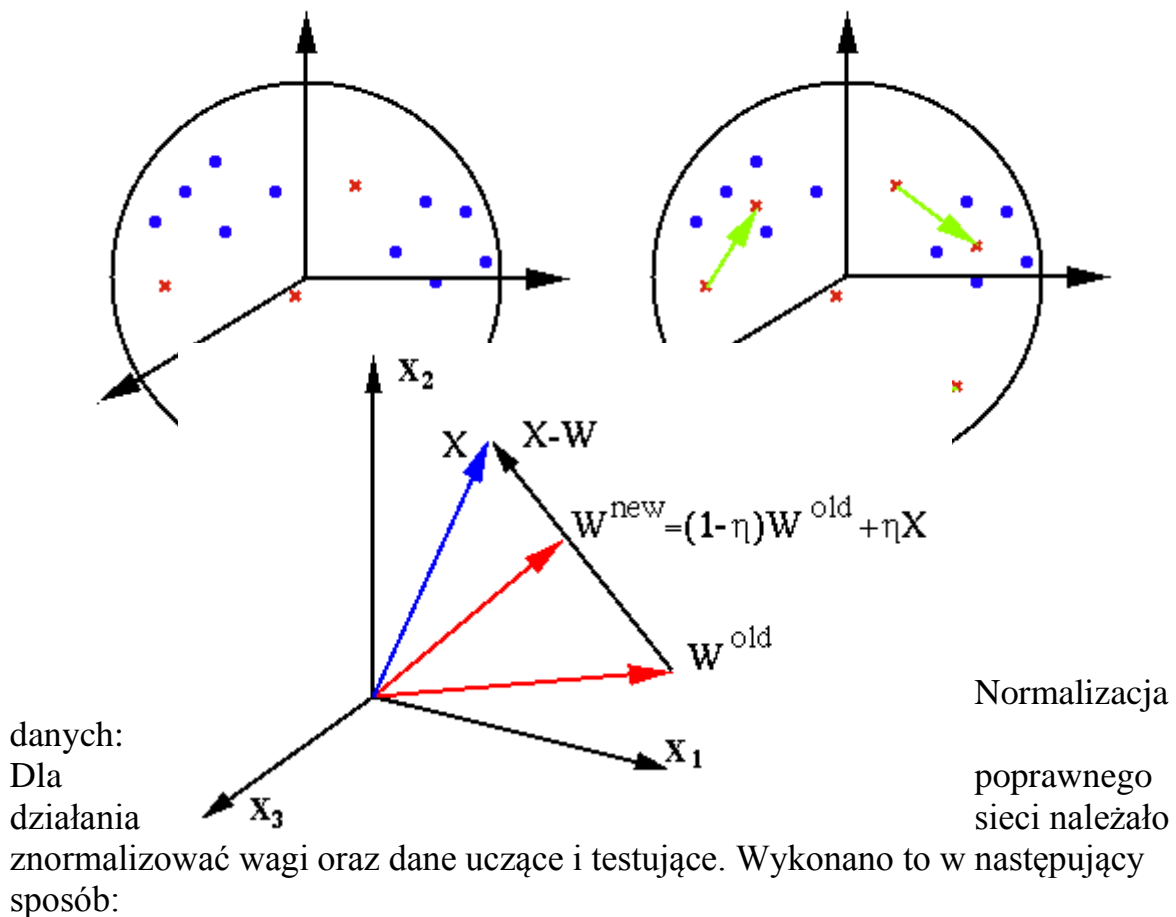 X₂
X
X-W
W^new=(1-η)W^old+ηX
W^old
X₁
X₃
Normalizacja
danych:
Dla poprawnego
działania sieci należało
znormalizować wagi oraz dane uczące i testujące. Wykonano to w następujący
sposób: